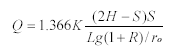 Q = 1.366K (2H − S)S / Lg(1 + R)/r₀